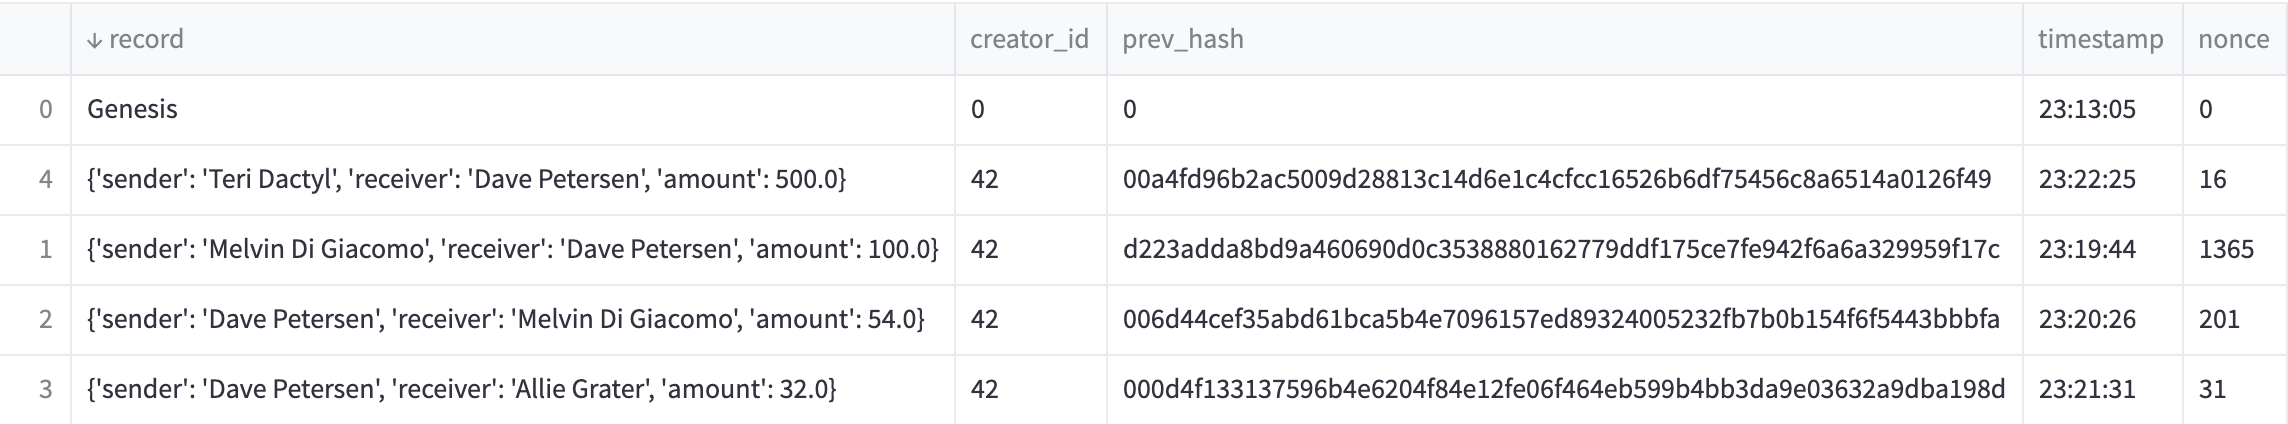 ↓ record creator_id prev_hash timestamp nonce
0 Genesis 0 0 23:13:05 0
4 {'sender': 'Teri Dactyl', 'receiver': 'Dave Petersen', 'amount': 500.0} 42 00a4fd96b2ac5009d28813c14d6e1c4cfcc16526b6df75456c8a6514a0126f49 23:22:25 16
1 {'sender': 'Melvin Di Giacomo', 'receiver': 'Dave Petersen', 'amount': 100.0} 42 d223adda8bd9a460690d0c3538880162779ddf175ce7fe942f6a6a329959f17c 23:19:44 1365
2 {'sender': 'Dave Petersen', 'receiver': 'Melvin Di Giacomo', 'amount': 54.0} 42 006d44cef35abd61bca5b4e7096157ed89324005232fb7b0b154f6f5443bbbfa 23:20:26 201
3 {'sender': 'Dave Petersen', 'receiver': 'Allie Grater', 'amount': 32.0} 42 000d4f133137596b4e6204f84e12fe06f464eb599b4bb3da9e03632a9dba198d 23:21:31 31